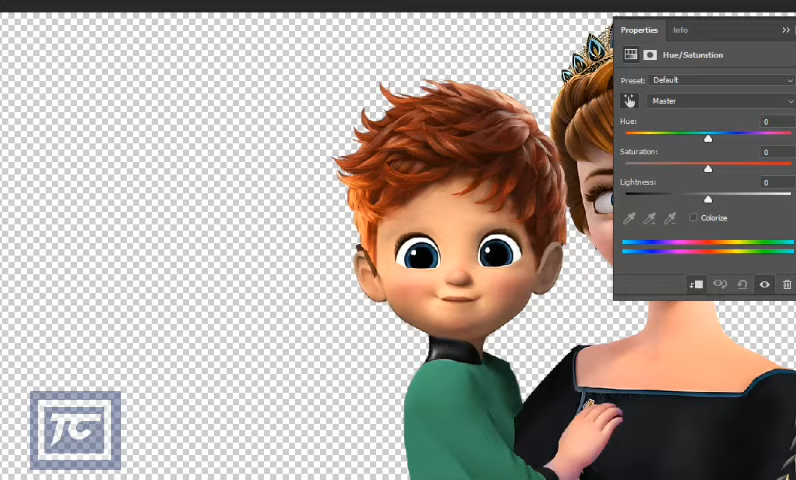 Properties Info
Hue/Saturation
Preset: Default
Master
Hue: 0
Saturation: 0
Lightness: 0
Colorize
TC